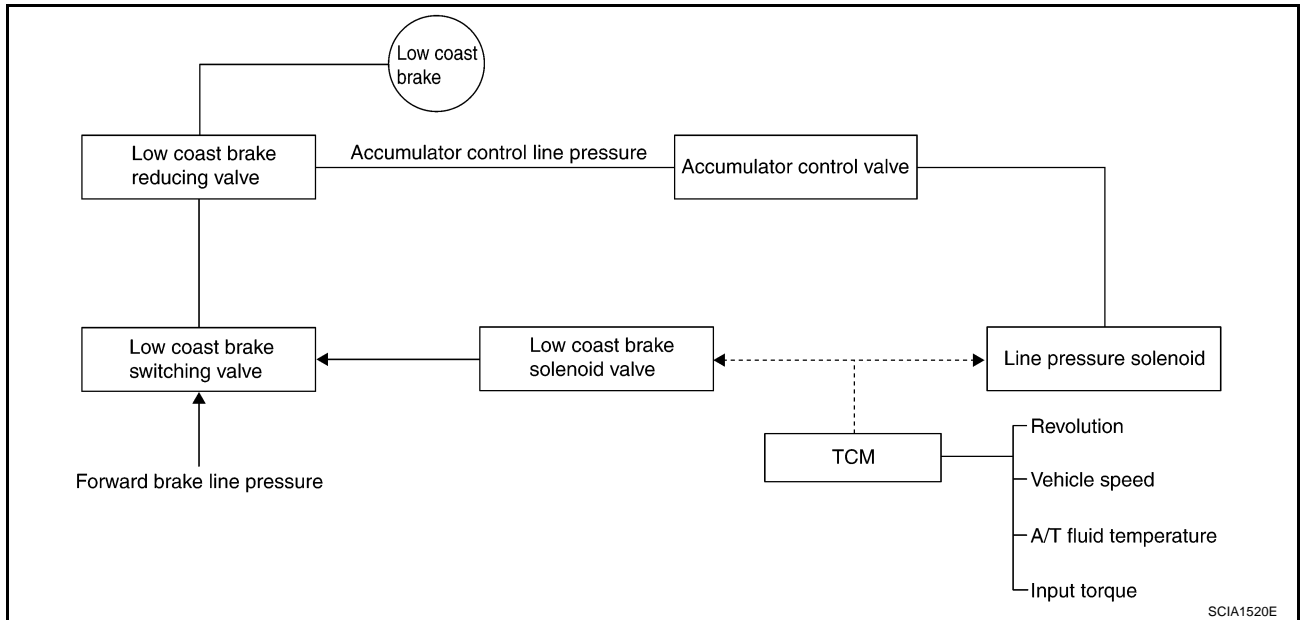 Low coast
brake
Low coast brake
reducing valve
Accumulator control line pressure
Accumulator control valve
Low coast brake
switching valve
Low coast brake
solenoid valve
Line pressure solenoid
TCM
Revolution
Vehicle speed
A/T fluid temperature
Input torque
Forward brake line pressure
SCIA1520E